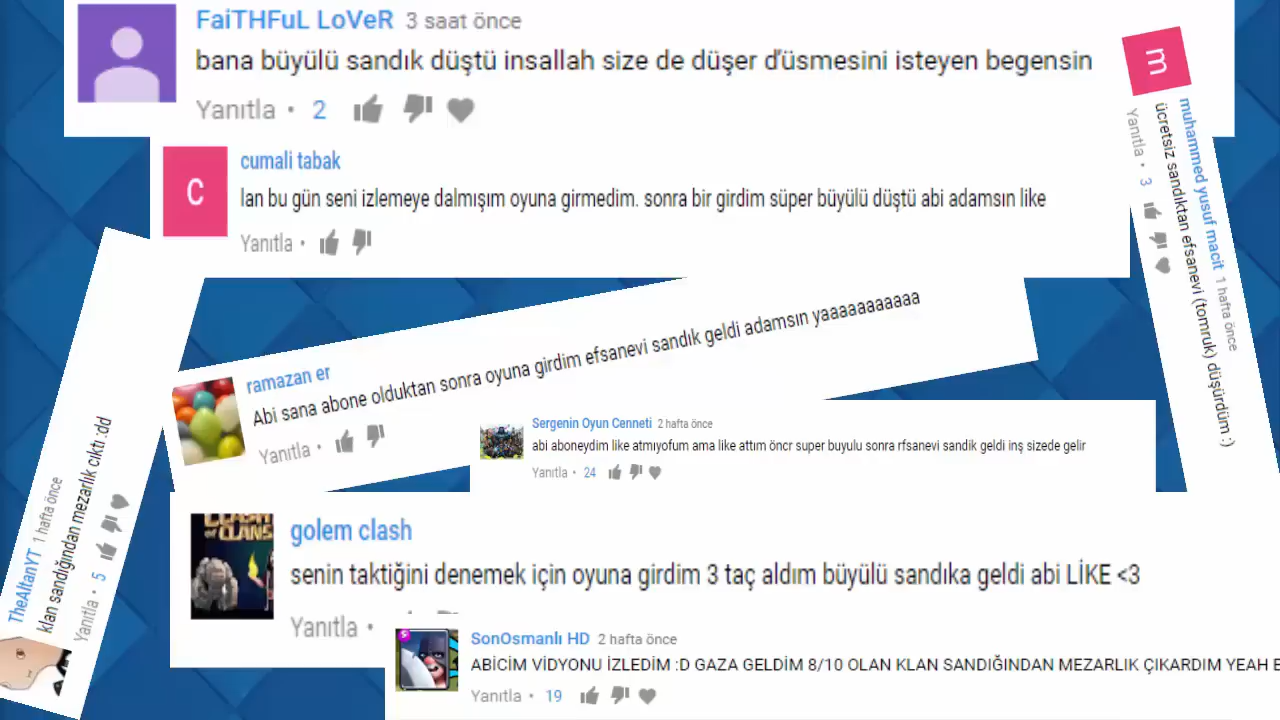 FaiTHFuL LoVeR 3 saat önce
bana büyülü sandık düştü insallah size de düşer d'üsmesini isteyen begensin
Yanıtla • 2
C
cumali tabak
lan bu gün seni izlemeye dalmışım oyuna girmedim. sonra bir girdim süper büyülü düştü abi adamsın like
Yanıtla •
m
muhammed yusuf macit 1 hafta önce
ücretsiz sandıktan efsanevi (tomruk) düşürdüm :)
Yanıtla • 3
ramazan er
Abi sana abone olduktan sonra oyuna girdim efsanevi sandık geldi adamsın yaaaaaaaaaaa
Yanıtla •
Sergenin Oyun Cenneti 2 hafta önce
abi aboneydim like atmıyofum ama like attım öncr super buyulu sonra rfsanevi sandik geldi inş sizede gelir
Yanıtla • 24
TheAltanYT 1 hafta önce
klan sandığından mezarlık cıktı :dd
Yanıtla • 5
CLASH
of CLANS
golem clash
senin taktiğini denemek için oyuna girdim 3 taç aldım büyülü sandıka geldi abi LİKE <3
Yanıtla •
SonOsmanlı HD 2 hafta önce
ABİCİM VİDYONU İZLEDİM :D GAZA GELDİM 8/10 OLAN KLAN SANDIĞINDAN MEZARLIK ÇIKARDIM YEAH
Yanıtla • 19